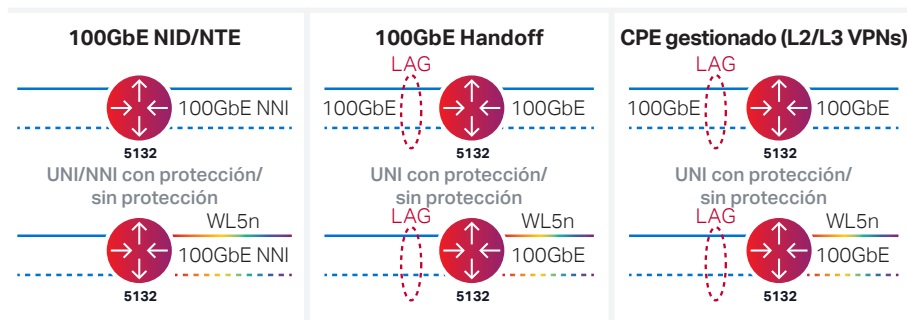 100GbE NID/NTE
100GbE NNI
5132
UNI/NNI con protección/
sin protección
WL5n
100GbE NNI
5132
100GbE Handoff
LAG
100GbE
100GbE
5132
UNI con protección/
sin protección
LAG
WL5n
100GbE
5132
CPE gestionado (L2/L3 VPNs)
LAG
100GbE
100GbE
5132
UNI con protección/
sin protección
LAG
WL5n
100GbE
5132